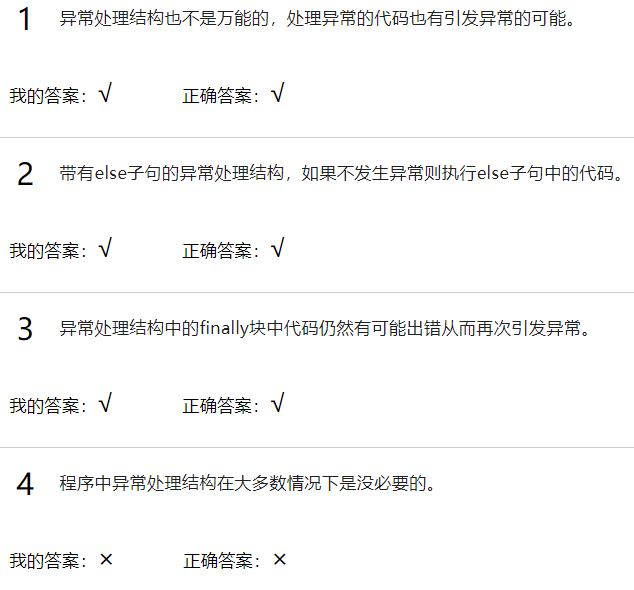 1 异常处理结构也不是万能的，处理异常的代码也有引发异常的可能。
我的答案：√ 正确答案：√
2 带有else子句的异常处理结构，如果不发生异常则执行else子句中的代码。
我的答案：√ 正确答案：√
3 异常处理结构中的finally块中代码仍然有可能出错从而再次引发异常。
我的答案：√ 正确答案：√
4 程序中异常处理结构在大多数情况下是没必要的。
我的答案：× 正确答案：×